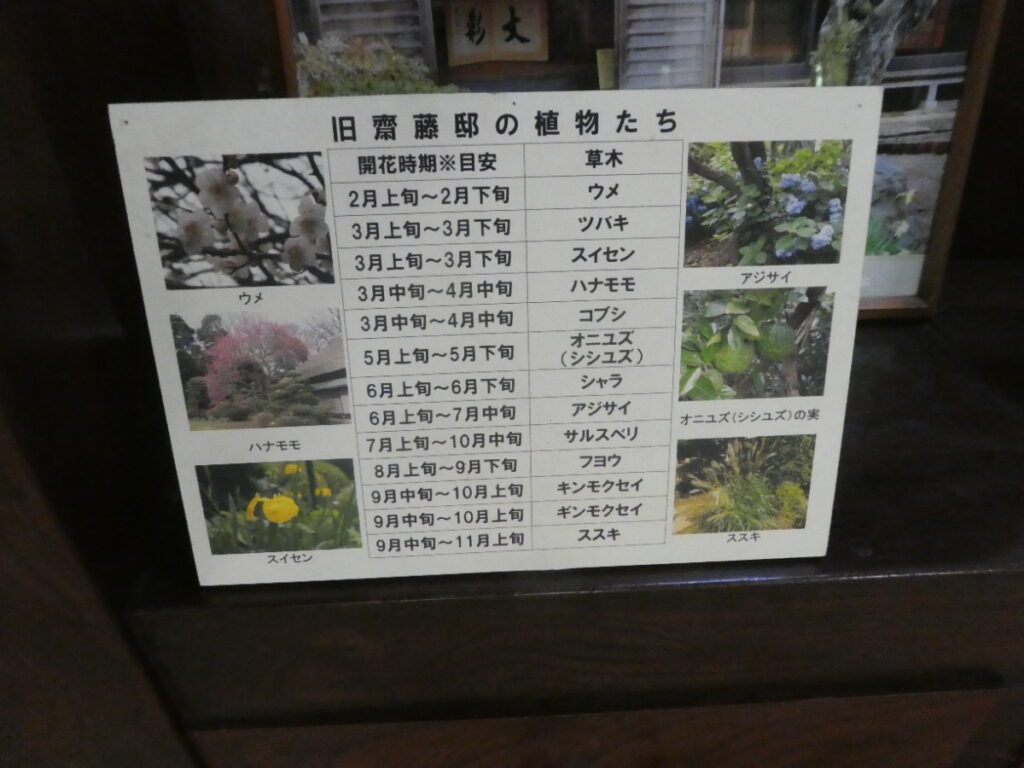 旧齋藤邸の植物たち
開花時期※目安 草木
2月上旬～2月下旬 ウメ
3月上旬～3月下旬 ツバキ
3月上旬～3月下旬 スイセン
3月中旬～4月中旬 ハナモモ
3月中旬～4月中旬 コブシ
5月上旬～5月下旬 オニユズ
(シシユズ)
6月上旬～6月下旬 シャラ
6月上旬～7月中旬 アジサイ
7月上旬～10月中旬 サルスベリ
8月上旬～9月下旬 フヨウ
9月中旬～10月上旬 キンモクセイ
9月中旬～10月上旬 ギンモクセイ
9月中旬～11月上旬 ススキ
ウメ
ハナモモ
スイセン
アジサイ
オニユズ(シシユズ)の実
ススキ